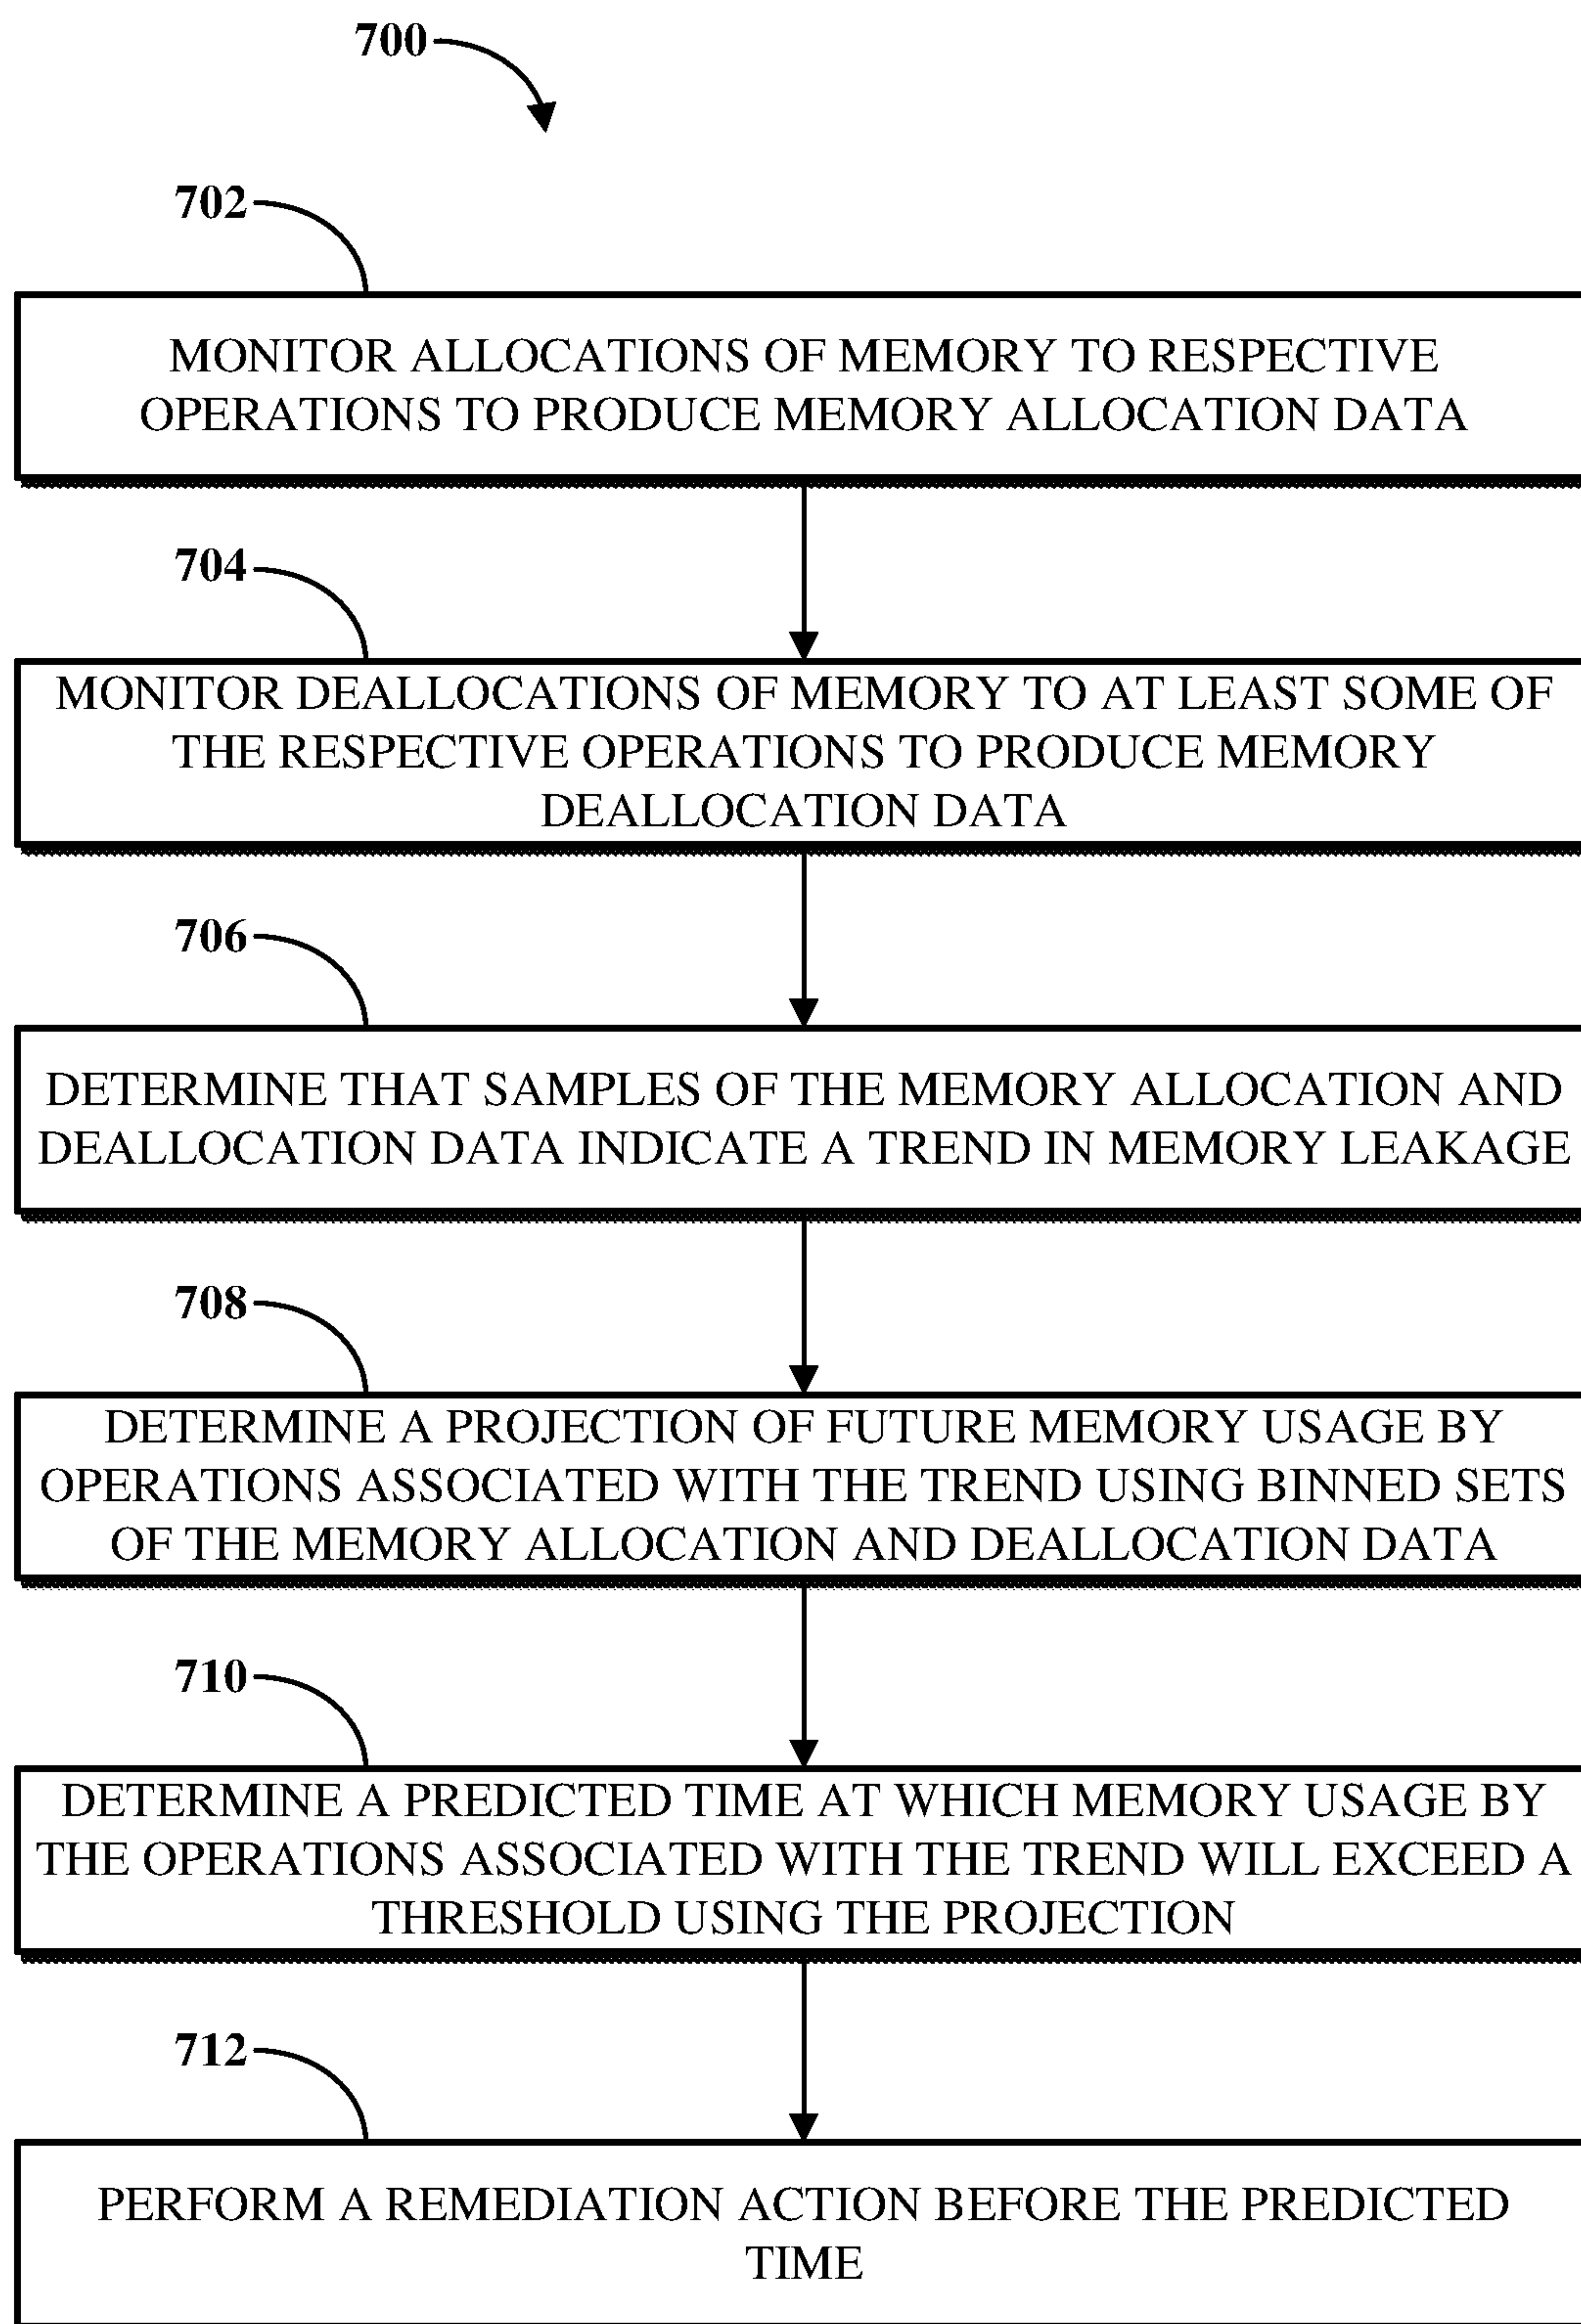 700
702
MONITOR ALLOCATIONS OF MEMORY TO RESPECTIVE
OPERATIONS TO PRODUCE MEMORY ALLOCATION DATA
704
MONITOR DEALLOCATIONS OF MEMORY TO AT LEAST SOME OF
THE RESPECTIVE OPERATIONS TO PRODUCE MEMORY
DEALLOCATION DATA
706
DETERMINE THAT SAMPLES OF THE MEMORY ALLOCATION AND
DEALLOCATION DATA INDICATE A TREND IN MEMORY LEAKAGE
708
DETERMINE A PROJECTION OF FUTURE MEMORY USAGE BY
OPERATIONS ASSOCIATED WITH THE TREND USING BINNED SETS
OF THE MEMORY ALLOCATION AND DEALLOCATION DATA
710
DETERMINE A PREDICTED TIME AT WHICH MEMORY USAGE BY
THE OPERATIONS ASSOCIATED WITH THE TREND WILL EXCEED A
THRESHOLD USING THE PROJECTION
712
PERFORM A REMEDIATION ACTION BEFORE THE PREDICTED
TIME